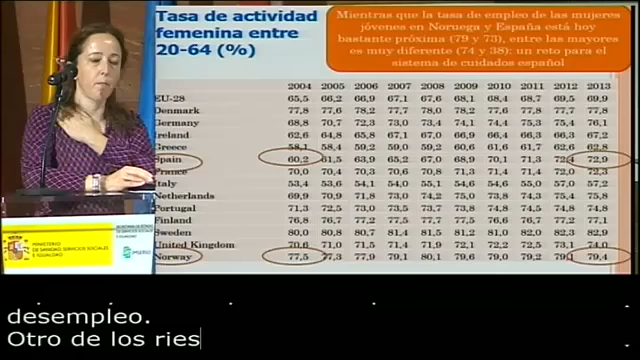 Tasa de actividad
femenina entre
20-64 (%)
Mientras que la tasa de empleo de las mujeres
jóvenes en Noruega y España está hoy
bastante próxima (79 y 73), entre las mayores
es muy diferente (74 y 38): un reto para el
sistema de cuidados español
2004 2005 2006 2007 2008 2009 2010 2011 2012 2013
EU-28 65,5 66,2 66,9 67,1 67,6 68,1 68,4 68,7 69,5 69,9
Denmark 77,8 77,6 78,2 77,7 78,0 78,2 77,6 77,8 77,8 77,8
Germany 68,8 70,7 72,3 73,0 73,4 74,1 74,4 75,3 75,4 76,1
Ireland 62,6 64,8 65,8 67,1 67,0 66,9 66,4 66,3 66,3 67,2
Greece 58,1 58,4 59,2 59,0 59,2 60,6 61,6 61,7 62,6 62,8
Spain 60,2 61,5 63,9 65,2 67,0 68,9 70,1 71,3 72,4 72,9
France 70,0 70,4 70,3 70,6 70,8 71,3 71,4 71,4 72,0 72,3
Italy 53,4 53,6 54,1 54,0 55,1 54,6 54,6 55,0 57,0 57,2
Netherlands 69,9 70,9 71,8 73,0 74,2 75,0 73,8 74,3 75,4 75,8
Portugal 71,3 72,5 73,0 73,5 73,7 73,8 74,8 74,5 74,8 74,8
Finland 76,8 76,7 77,2 77,5 77,7 77,5 76,6 76,7 77,2 77,1
Sweden 80,0 80,8 80,7 81,4 81,5 81,2 81,0 82,0 82,3 82,9
United Kingdom 70,6 71,0 71,5 71,4 71,9 72,1 72,2 72,5 73,1 74,0
Norway 77,5 77,3 77,9 79,1 80,1 79,6 79,0 79,2 79,1 79,4
MINISTERIO
DE SANIDAD, SERVICIOS SOCIALES
E IGUALDAD
desempleo.
Otro de los ries